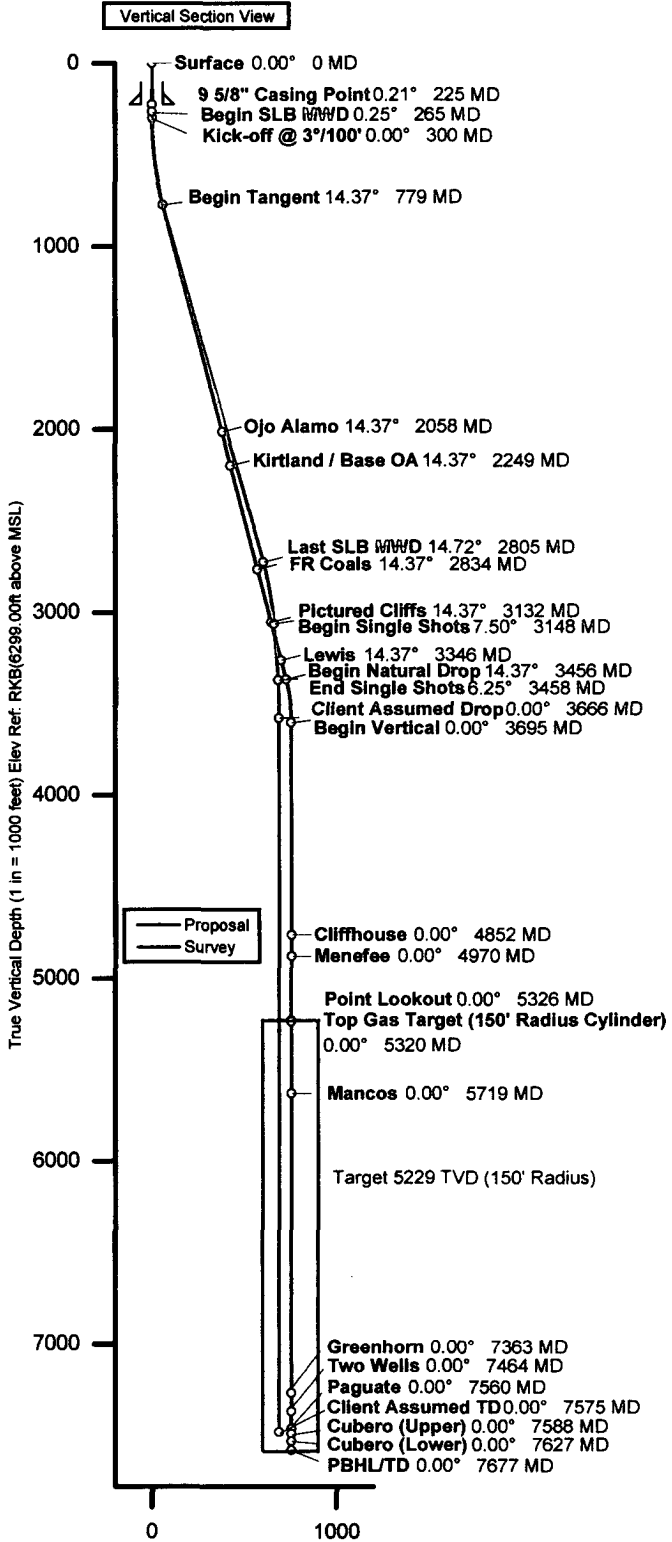 Vertical Section View
0
Surface 0.00° 0 MD
9 5/8" Casing Point 0.21° 225 MD
Begin SLB MWD 0.25° 265 MD
Kick-off @ 3°/100' 0.00° 300 MD
Begin Tangent 14.37° 779 MD
1000
2000
Ojo Alamo 14.37° 2058 MD
Kirtland / Base OA 14.37° 2249 MD
Last SLB MWD 14.72° 2805 MD
FR Coals 14.37° 2834 MD
3000
Pictured Cliffs 14.37° 3132 MD
Begin Single Shots 7.50° 3148 MD
Lewis 14.37° 3346 MD
Begin Natural Drop 14.37° 3456 MD
End Single Shots 6.25° 3458 MD
Client Assumed Drop 0.00° 3666 MD
Begin Vertical 0.00° 3695 MD
True Vertical Depth (1 in = 1000 feet) Elev Ref: RKB(6299.00ft above MSL)
4000
Proposal
Survey
Cliffhouse 0.00° 4852 MD
Menefee 0.00° 4970 MD
5000
Point Lookout 0.00° 5326 MD
Top Gas Target (150' Radius Cylinder)
0.00° 5320 MD
Mancos 0.00° 5719 MD
6000
Target 5229 TVD (150' Radius)
7000
Greenhorn 0.00° 7363 MD
Two Wells 0.00° 7464 MD
Paguate 0.00° 7560 MD
Client Assumed TD 0.00° 7575 MD
Cubero (Upper) 0.00° 7588 MD
Cubero (Lower) 0.00° 7627 MD
PBHL/TD 0.00° 7677 MD
0
1000